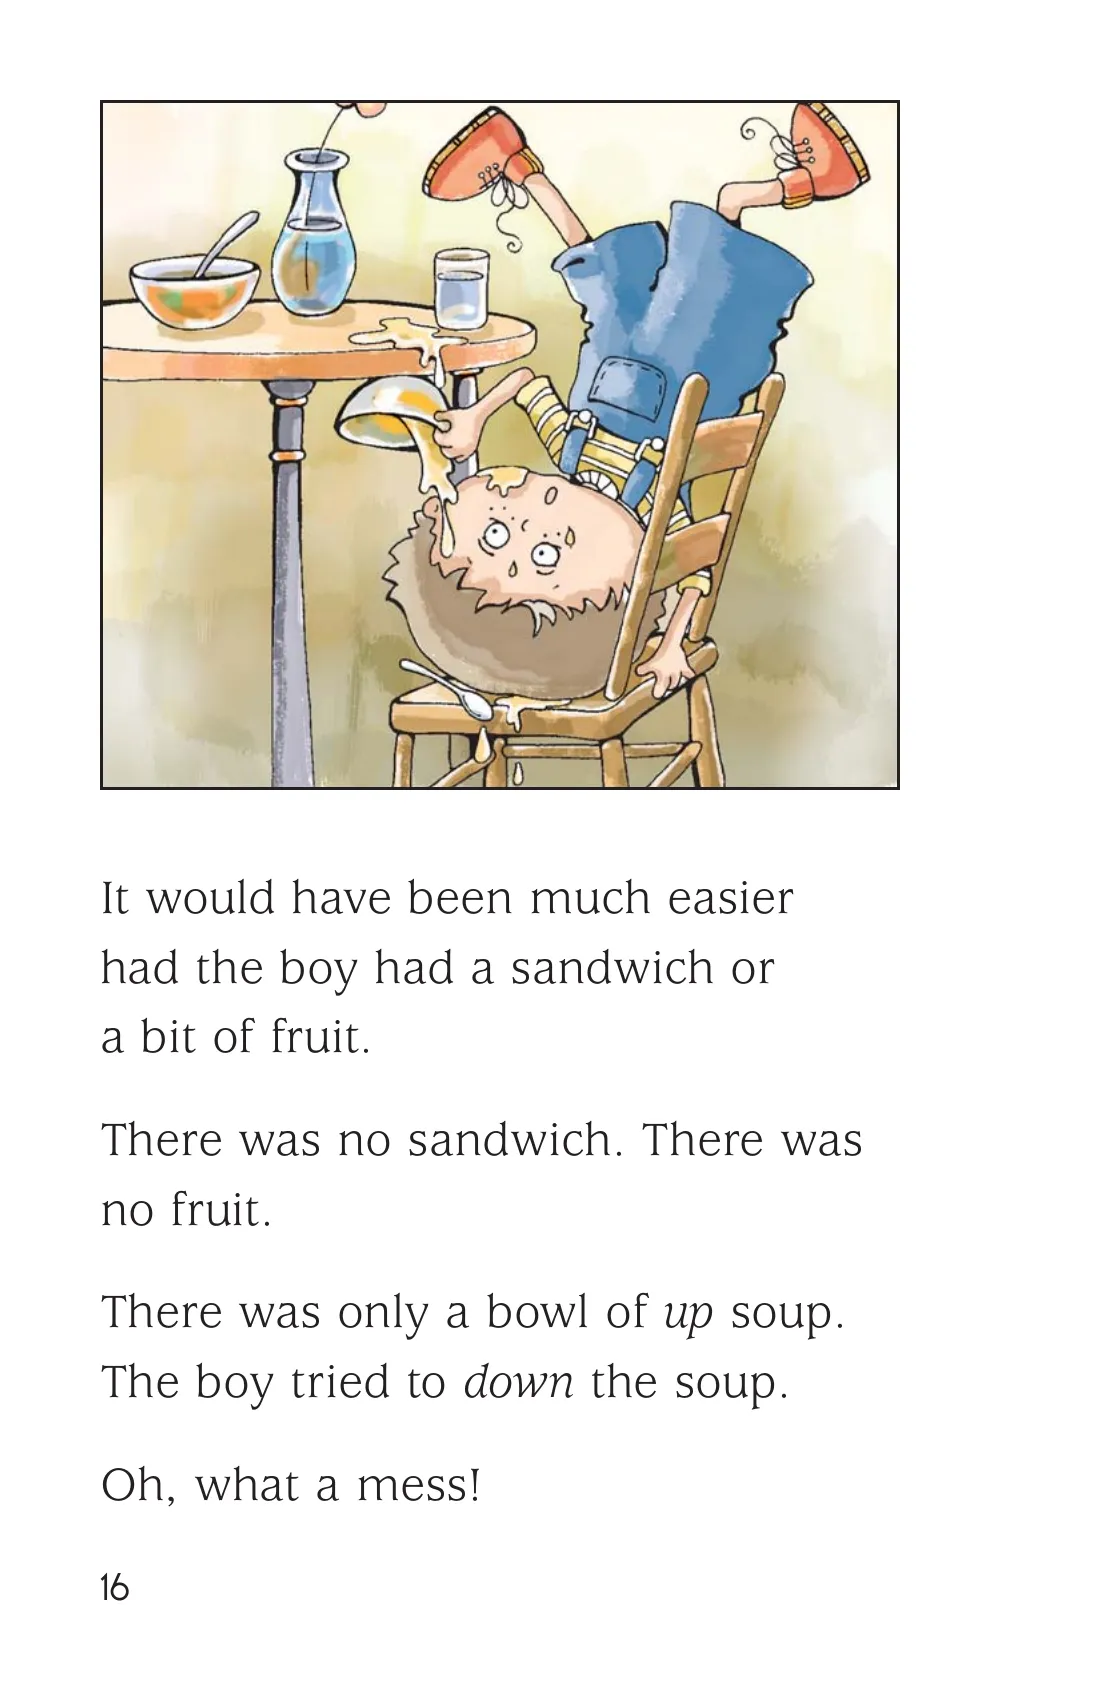 It would have been much easier
had the boy had a sandwich or
a bit of fruit.
There was no sandwich. There was
no fruit.
There was only a bowl of up soup.
The boy tried to down the soup.
Oh, what a mess!
16